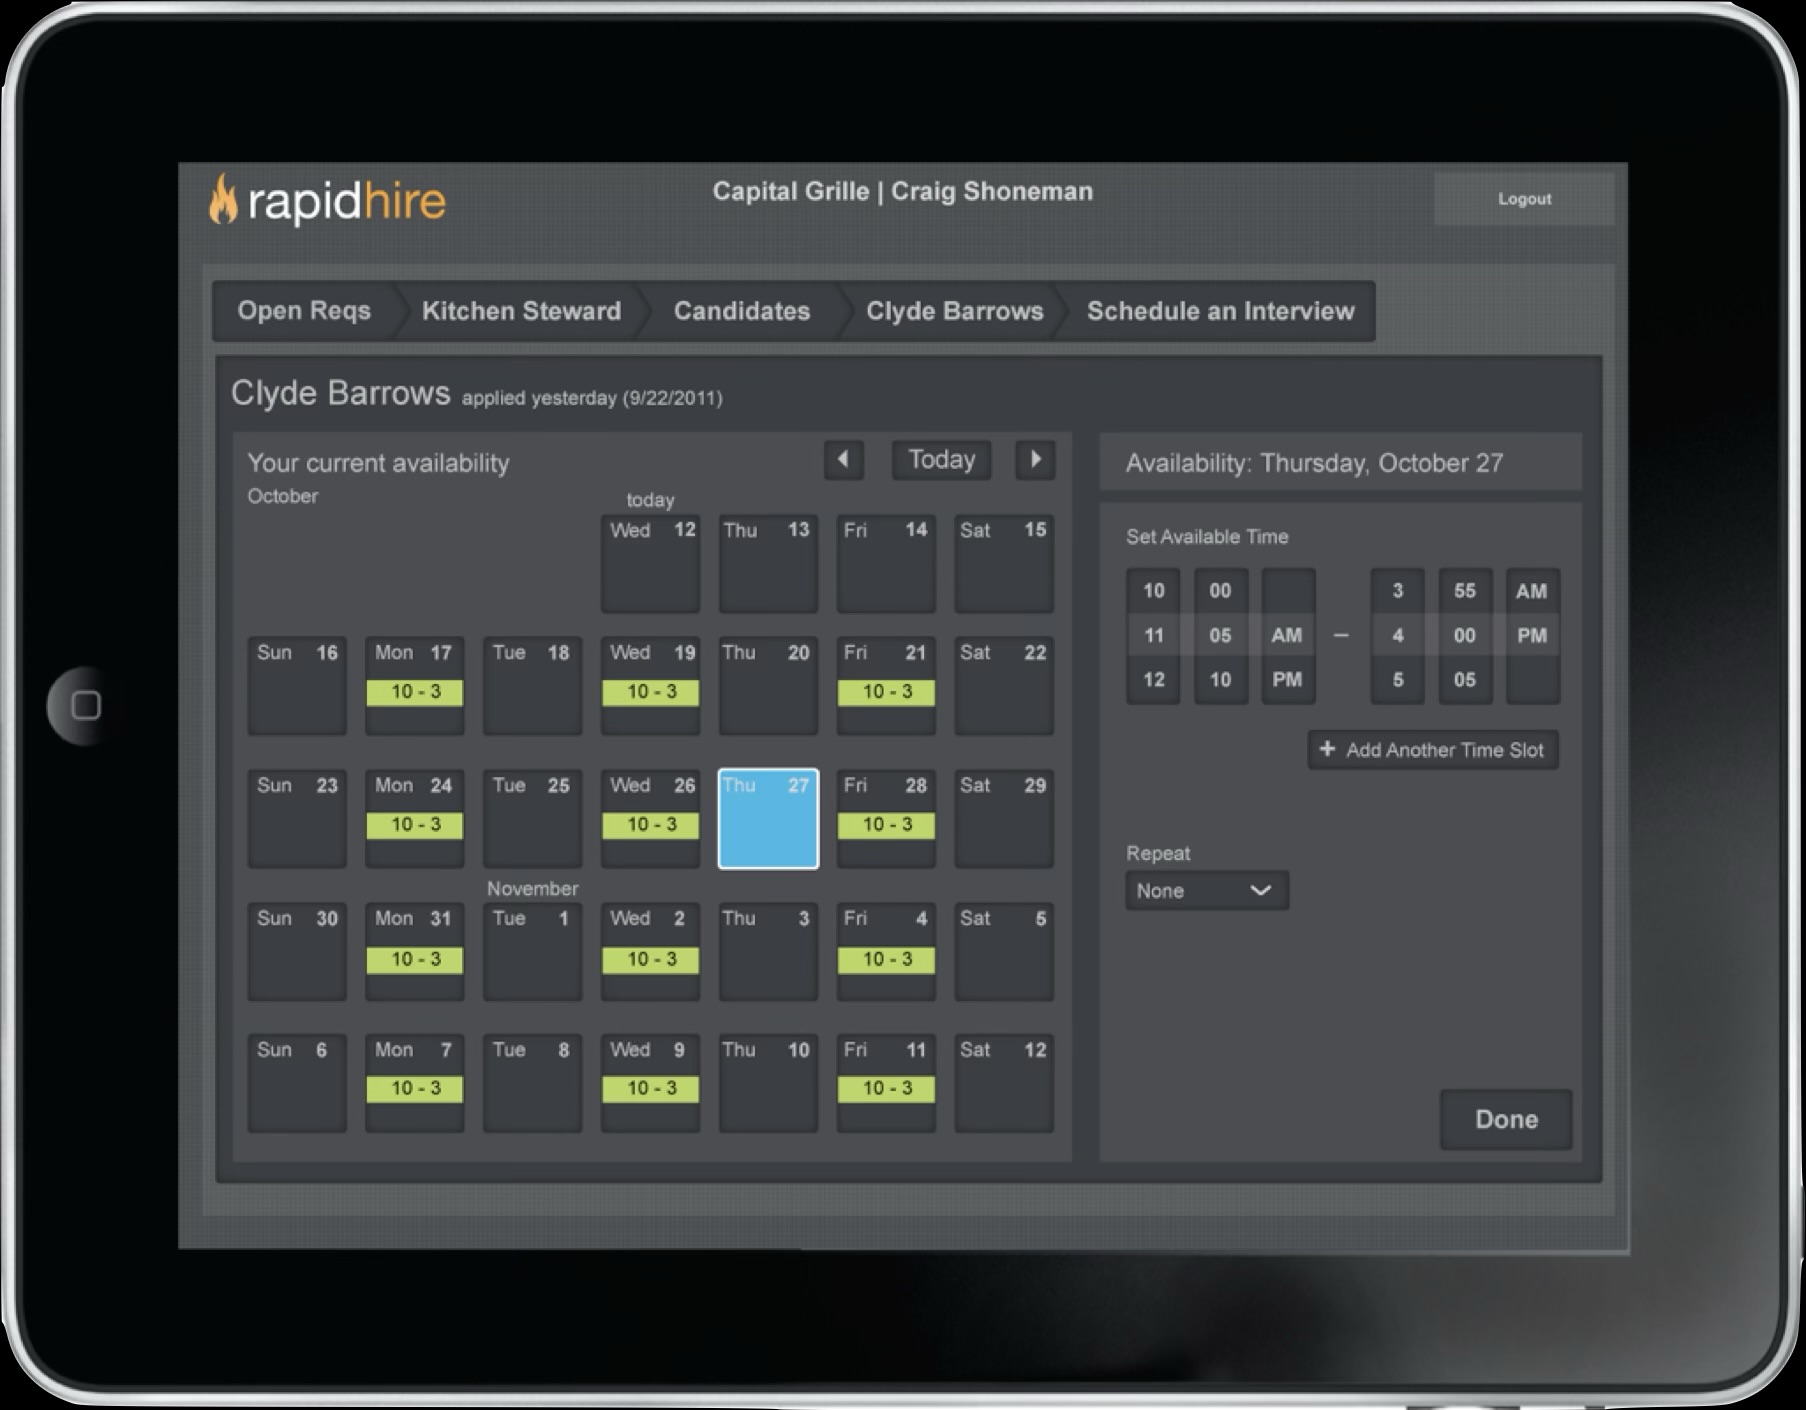 rapidhire
Capital Grille | Craig Shoneman
Logout
Open Reqs
Kitchen Steward
Candidates
Clyde Barrows
Schedule an Interview
Clyde Barrows applied yesterday (9/22/2011)
Your current availability
Today
October
today
Wed 12 Thu 13 Fri 14 Sat 15
Sun 16 Mon 17 Tue 18 Wed 19 Thu 20 Fri 21 Sat 22
10 - 3 10 - 3 10 - 3
Sun 23 Mon 24 Tue 25 Wed 26 Thu 27 Fri 28 Sat 29
10 - 3 10 - 3 10 - 3
November
Sun 30 Mon 31 Tue 1 Wed 2 Thu 3 Fri 4 Sat 5
10 - 3 10 - 3 10 - 3
Sun 6 Mon 7 Tue 8 Wed 9 Thu 10 Fri 11 Sat 12
10 - 3 10 - 3 10 - 3
Availability: Thursday, October 27
Set Available Time
10 00 3 55 AM
11 05 AM – 4 00 PM
12 10 PM 5 05
+ Add Another Time Slot
Repeat
None
Done